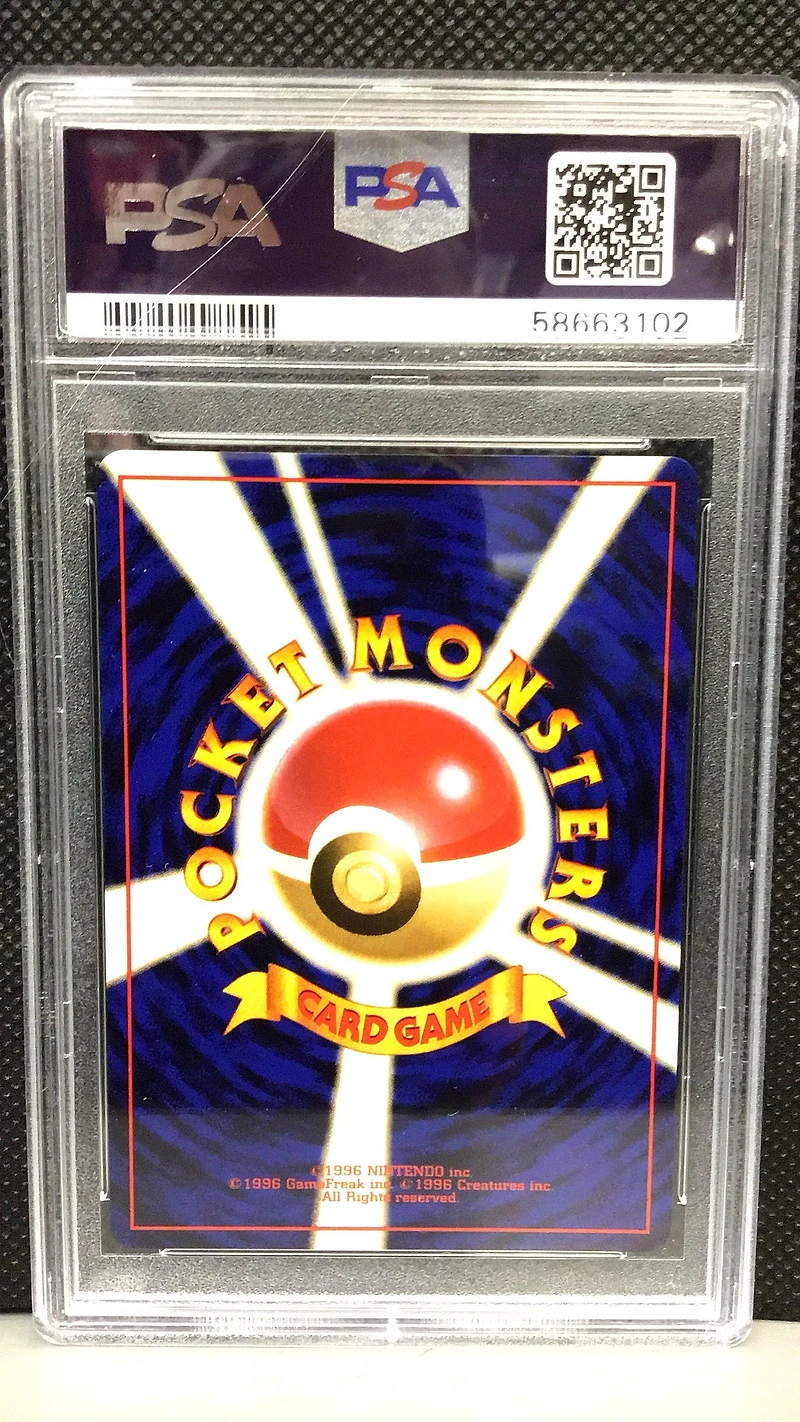 PSA
PSA
58663102
POCKET MONSTERS
CARD GAME
©1996 NINTENDO inc.
©1996 GameFreak inc. ©1996 Creatures inc.
All Rights reserved.